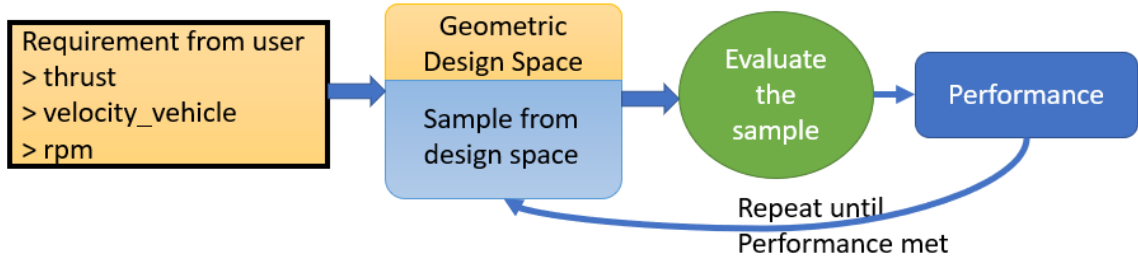 Requirement from user
> thrust
> velocity_vehicle
> rpm
Geometric
Design Space
Sample from
design space
Evaluate
the
sample
Performance
Repeat until
Performance met